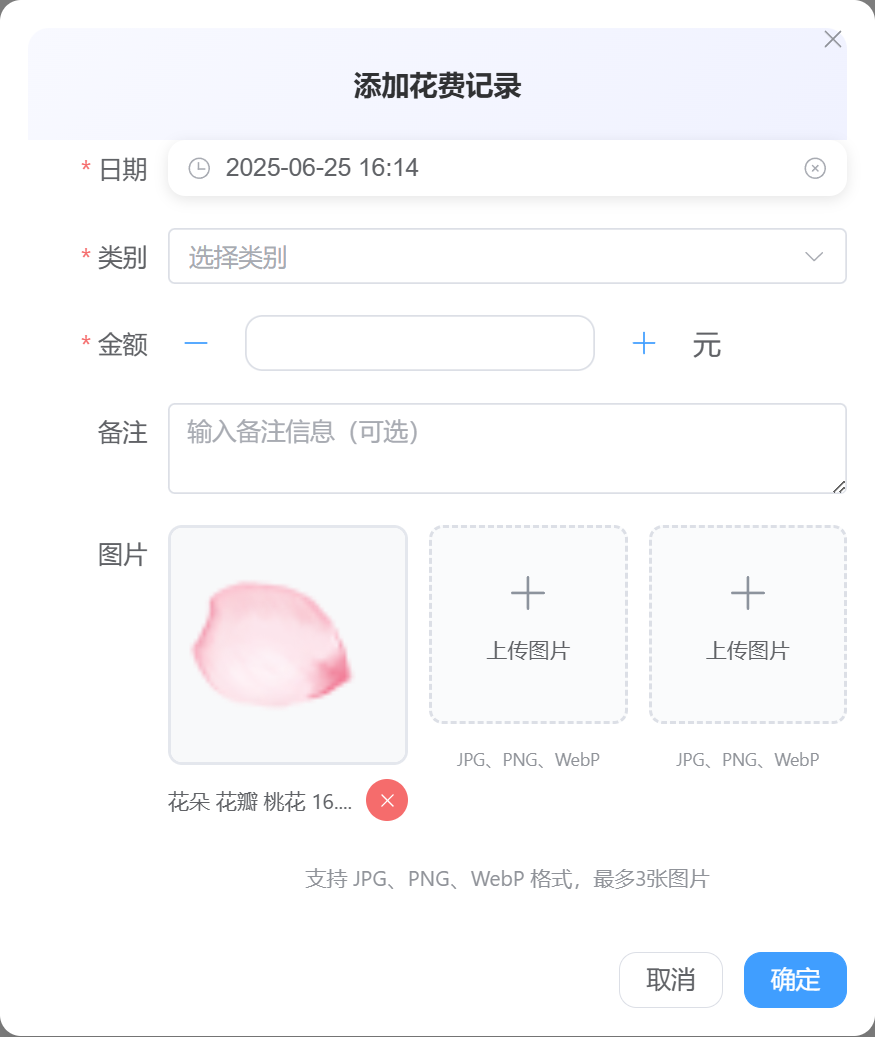 添加花费记录
* 日期 2025-06-25 16:14
* 类别 选择类别
* 金额 元
备注 输入备注信息（可选）
图片
上传图片 上传图片
JPG、PNG、WebP JPG、PNG、WebP
花朵 花瓣 桃花 16....
支持 JPG、PNG、WebP 格式，最多3张图片
取消 确定